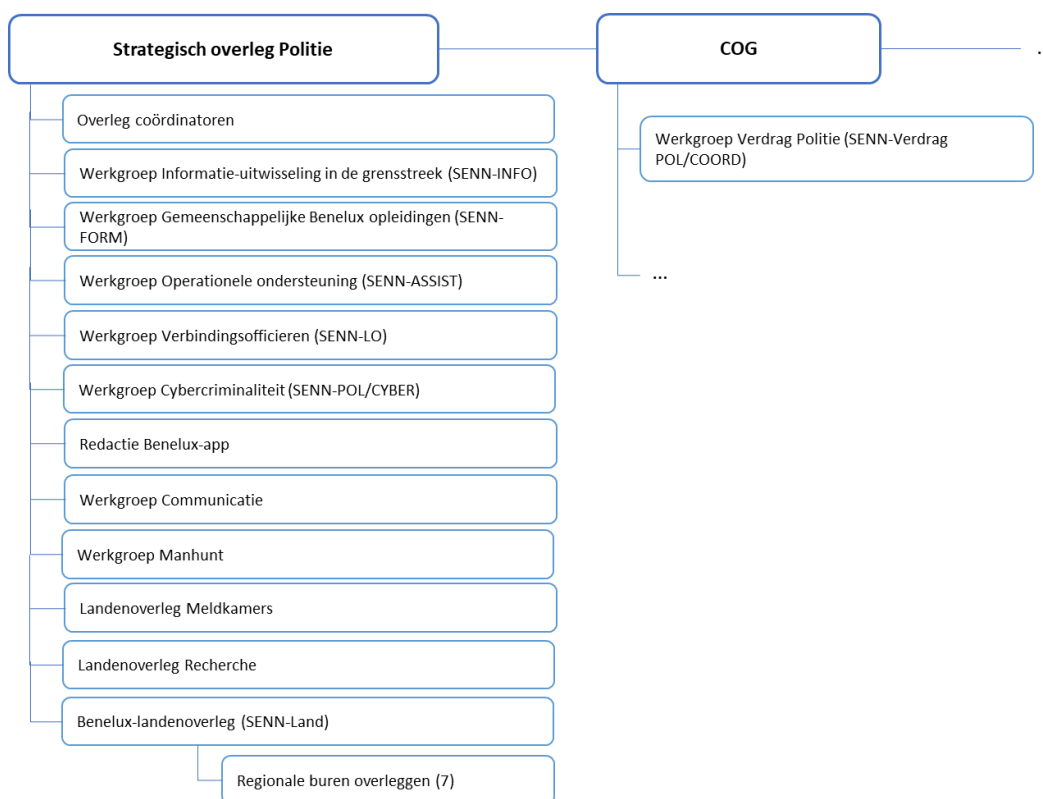 Strategisch overleg Politie
COG
.
Overleg coördinatoren
Werkgroep Informatie-uitwisseling in de grensstreek (SENN-INFO)
Werkgroep Gemeenschappelijke Benelux opleidingen (SENN-
FORM)
Werkgroep Operationele ondersteuning (SENN-ASSIST)
Werkgroep Verbindingsofficieren (SENN-LO)
Werkgroep Cybercriminaliteit (SENN-POL/CYBER)
Redactie Benelux-app
Werkgroep Communicatie
Werkgroep Manhunt
Landenoverleg Meldkamers
Landenoverleg Recherche
Benelux-landenoverleg (SENN-Land)
Regionale buren overleggen (7)
Werkgroep Verdrag Politie (SENN-Verdrag
POL/COORD)
...